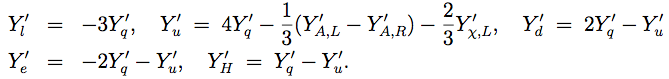 Y′_l = −3Y′_q, Y′_u = 4Y′_q − 1/3(Y′_{A,L} − Y′_{A,R}) − 2/3Y′_{χ,L}, Y′_d = 2Y′_q − Y′_u
Y′_e = −2Y′_q − Y′_u, Y′_H = Y′_q − Y′_u.